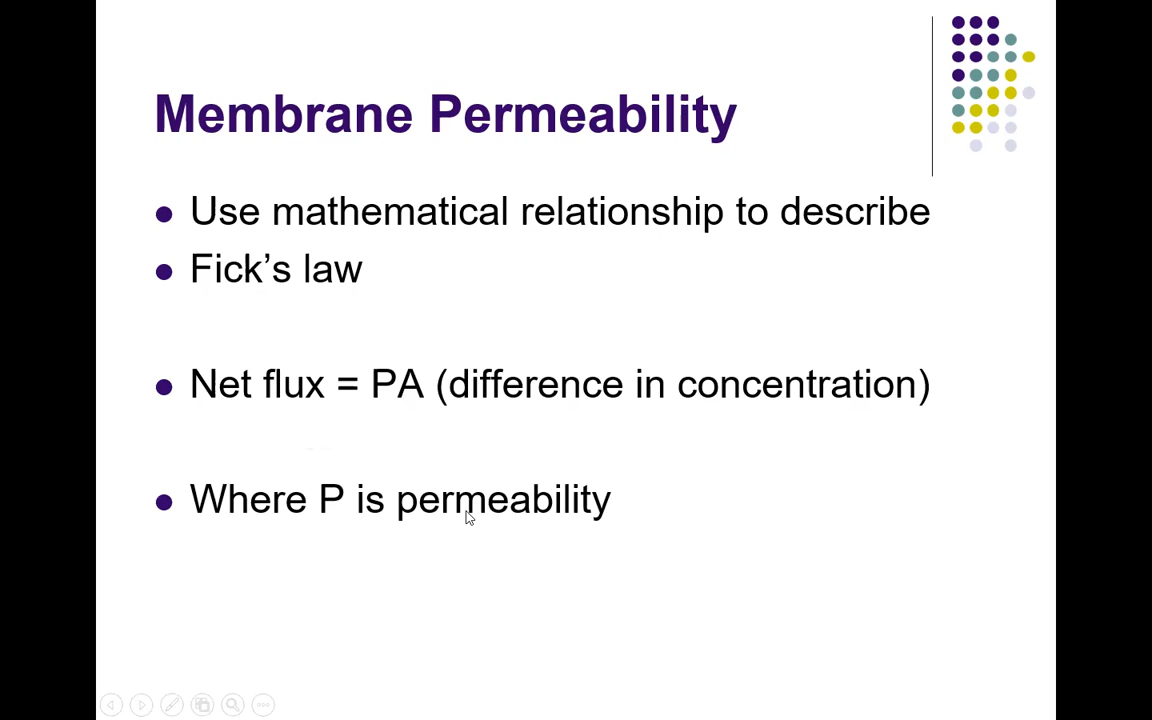 Membrane Permeability
Use mathematical relationship to describe
Fick’s law
Net flux = PA (difference in concentration)
Where P is permeability